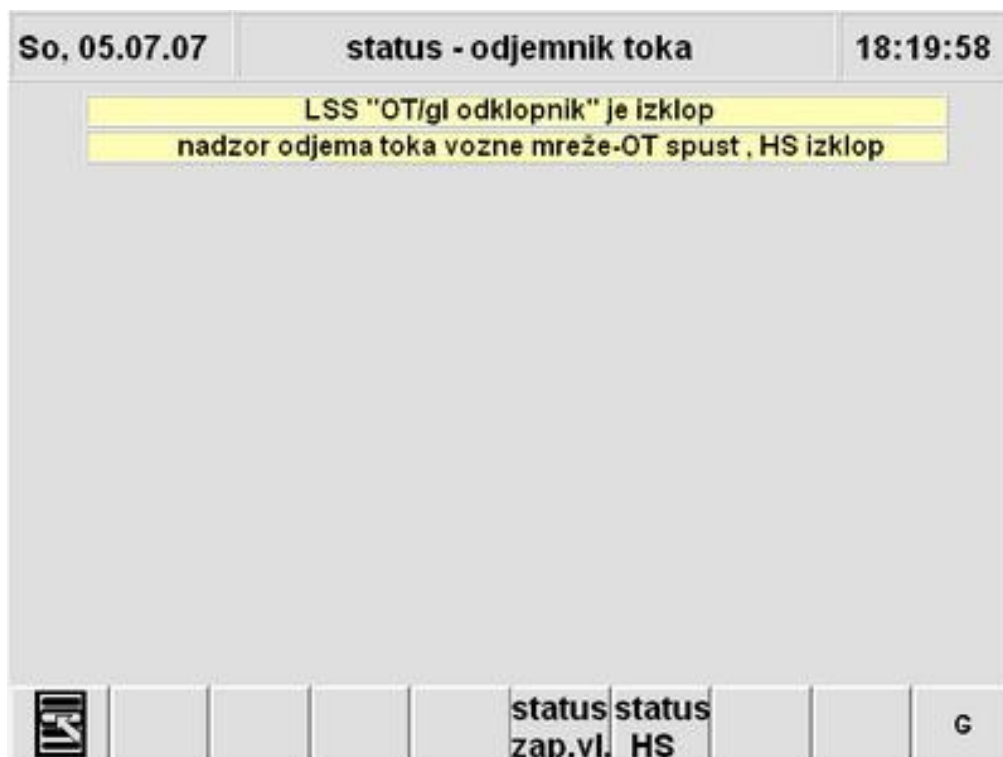 So, 05.07.07
status - odjemnik toka
18:19:58
LSS "OT/gl odklopnik" je izklop
nadzor odjema toka vozne mreže-OT spust , HS izklop
status
zap.vl.
status
HS
G